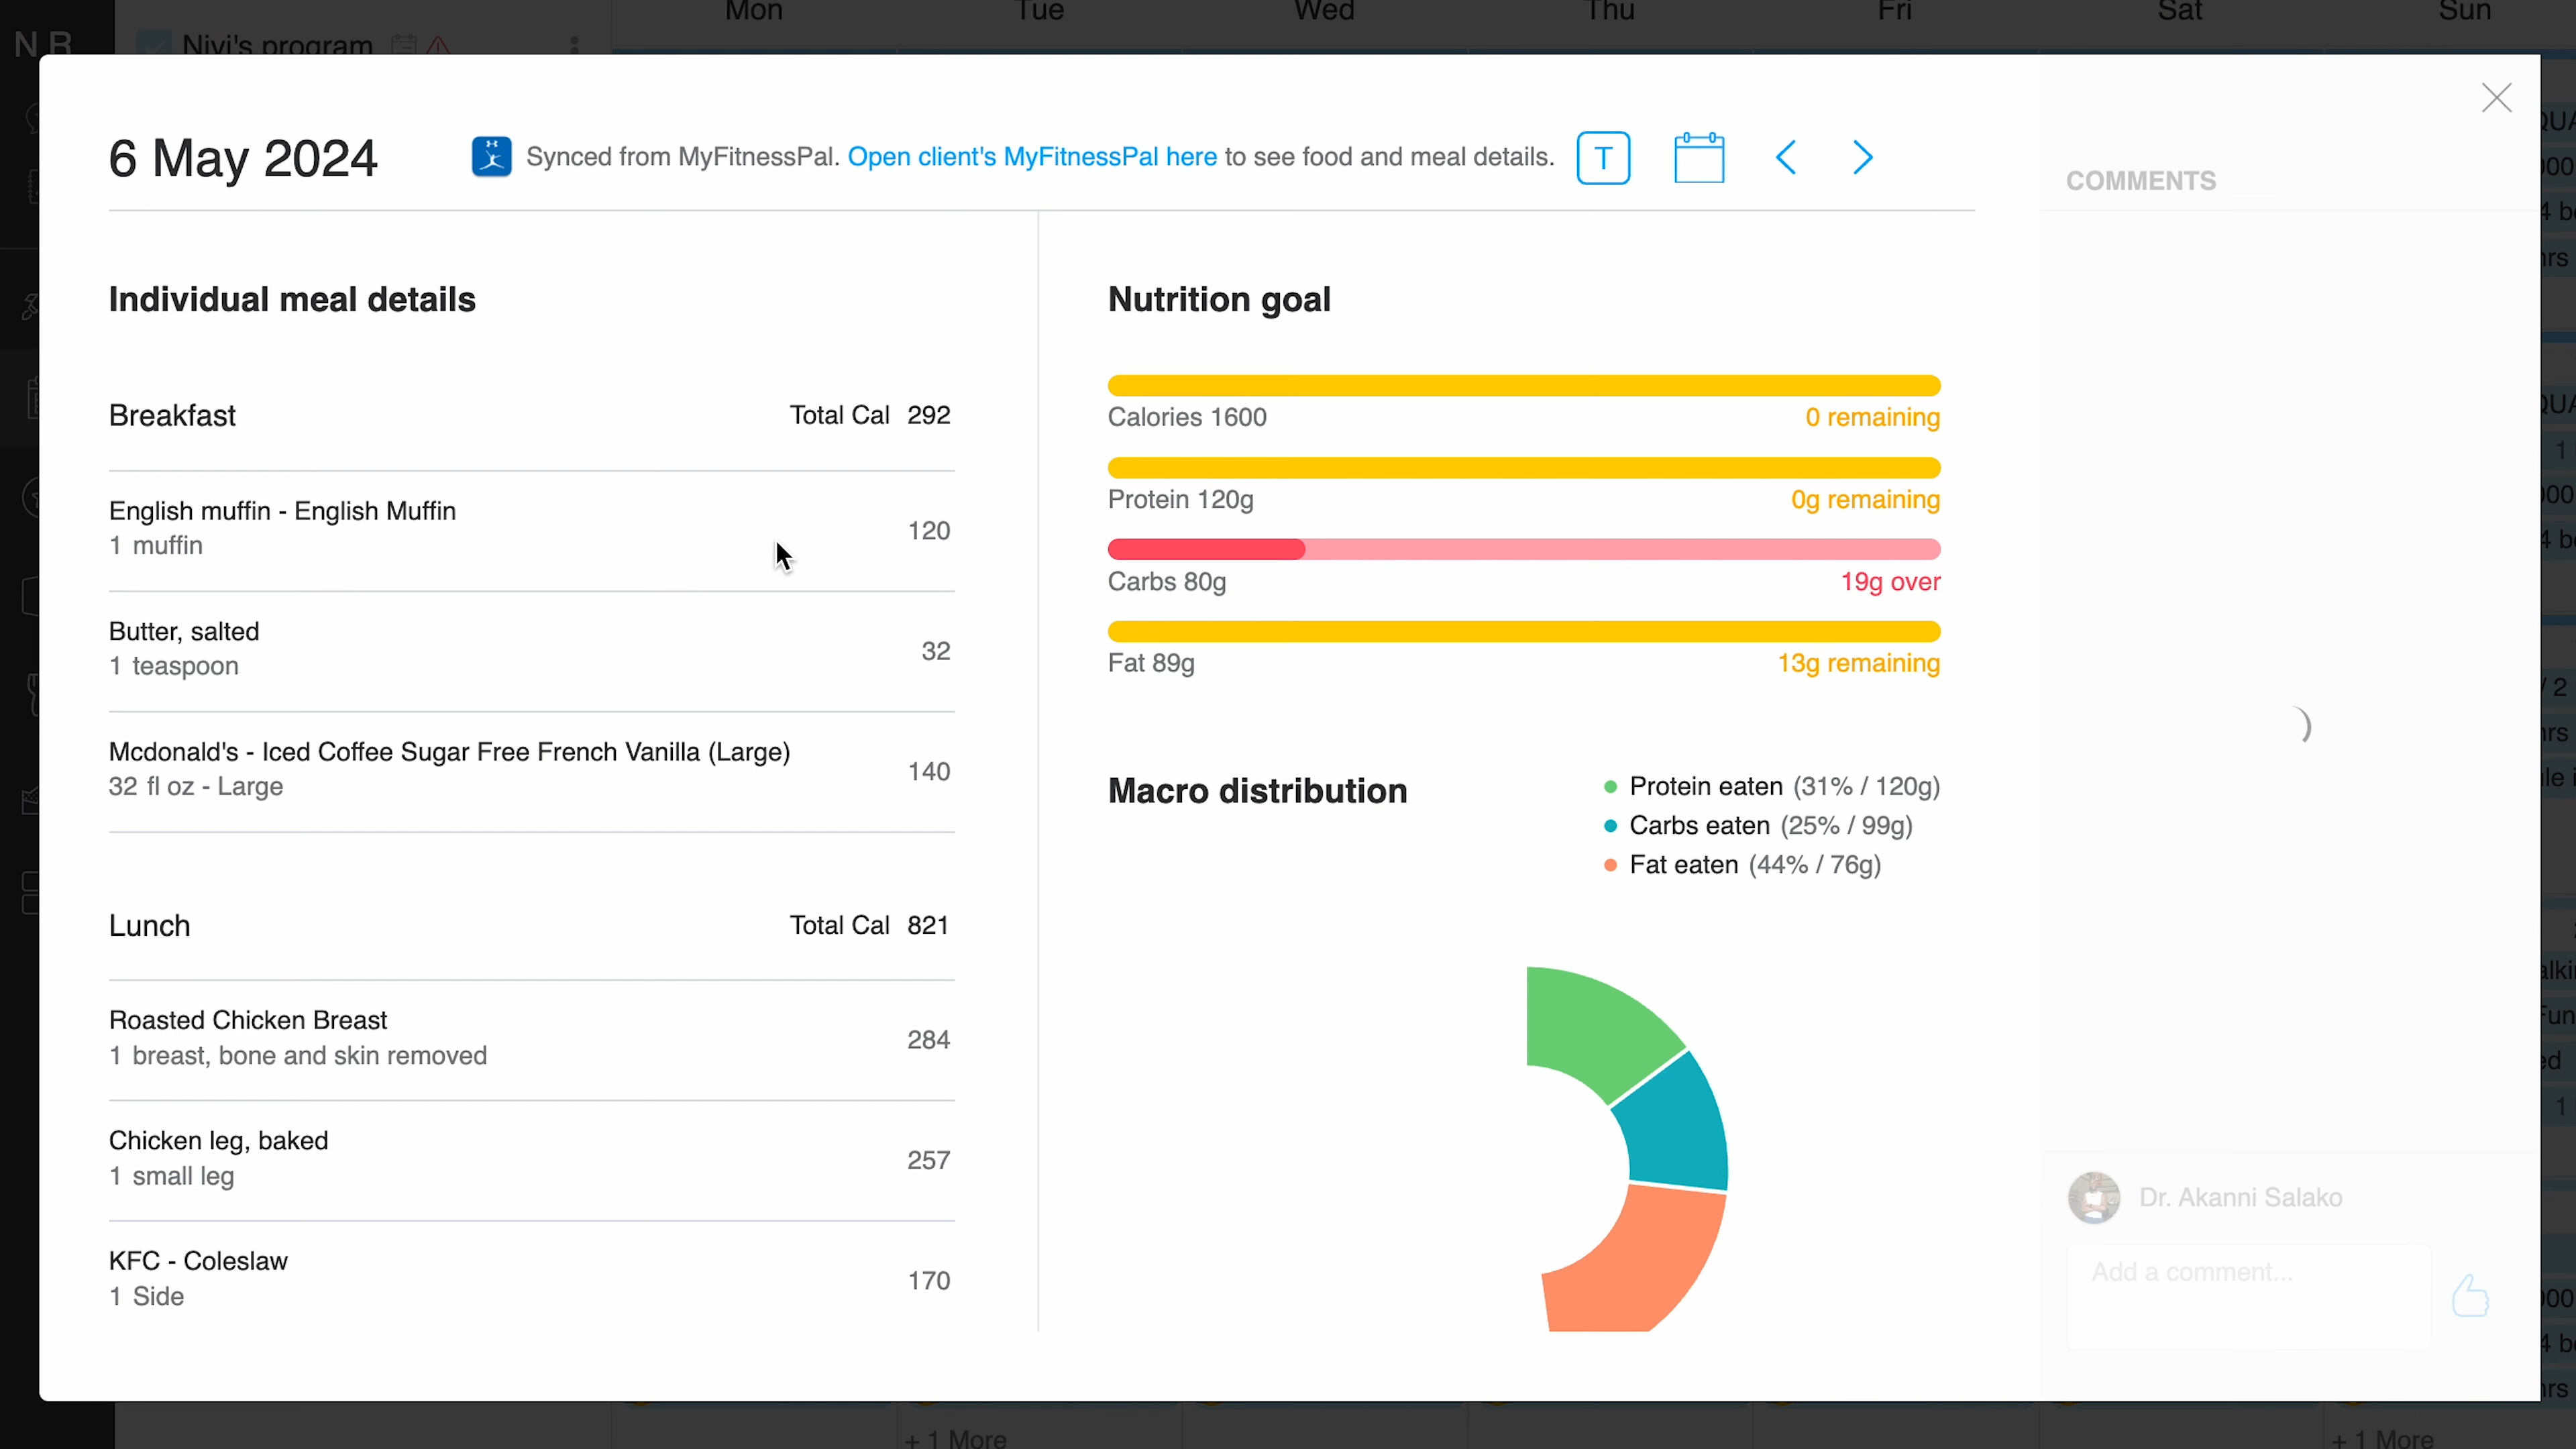 Mon Tue Wed Thu Fri Sat Sun
N R
Nivi's program
6 May 2024
Synced from MyFitnessPal. Open client's MyFitnessPal here to see food and meal details.
T
COMMENTS
Individual meal details
Breakfast Total Cal 292
English muffin - English Muffin
1 muffin
120
Butter, salted
1 teaspoon
32
Mcdonald's - Iced Coffee Sugar Free French Vanilla (Large)
32 fl oz - Large
140
Lunch Total Cal 821
Roasted Chicken Breast
1 breast, bone and skin removed
284
Chicken leg, baked
1 small leg
257
KFC - Coleslaw
1 Side
170
Nutrition goal
Calories 1600 0 remaining
Protein 120g 0g remaining
Carbs 80g 19g over
Fat 89g 13g remaining
Macro distribution
Protein eaten (31% / 120g)
Carbs eaten (25% / 99g)
Fat eaten (44% / 76g)
Dr. Akanni Salako
Add a comment...
+ 1 More + 1 More